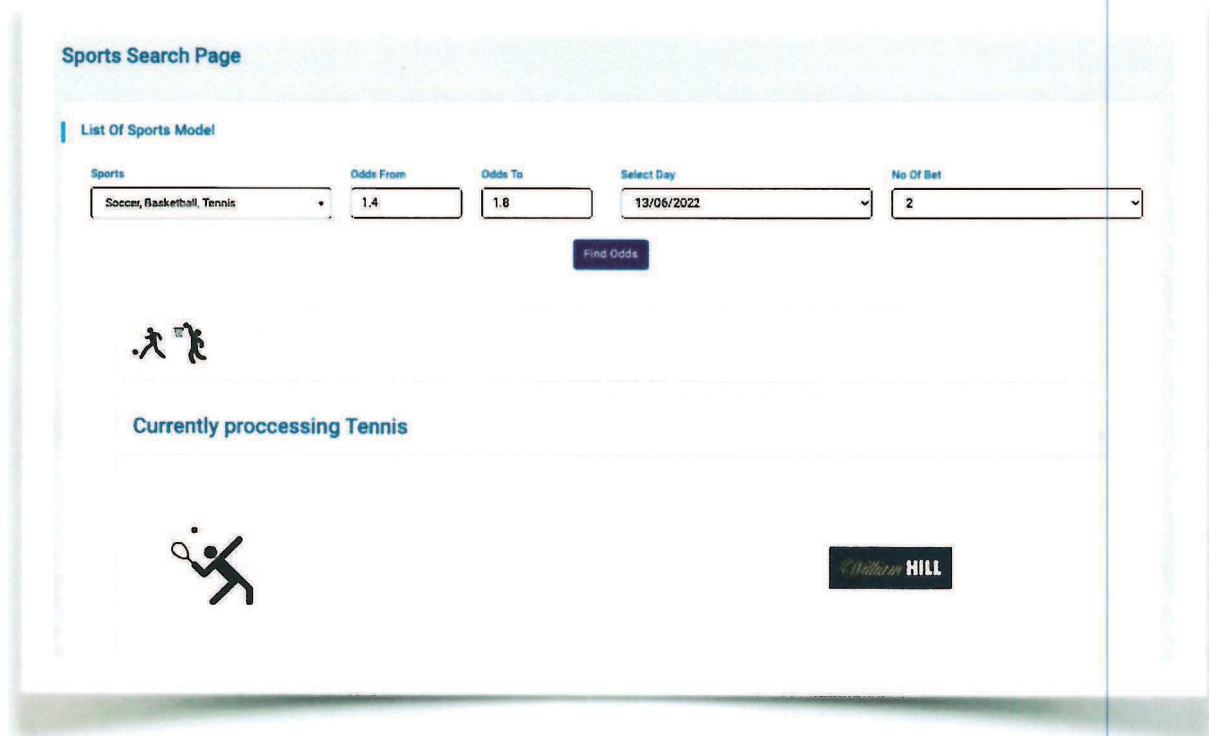 Sports Search Page
List Of Sports Model
Sports Odds From Odds To Select Day No Of Bet
Soccer, Basketball, Tennis 1.4 1.8 13/06/2022 2
Find Odds
Currently proccessing Tennis
William HILL